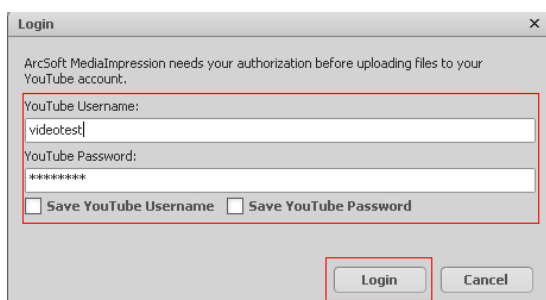 Login x
ArcSoft MediaImpression needs your authorization before uploading files to your
YouTube account.
YouTube Username:
videotest
YouTube Password:
********
Save YouTube Username Save YouTube Password
Login Cancel